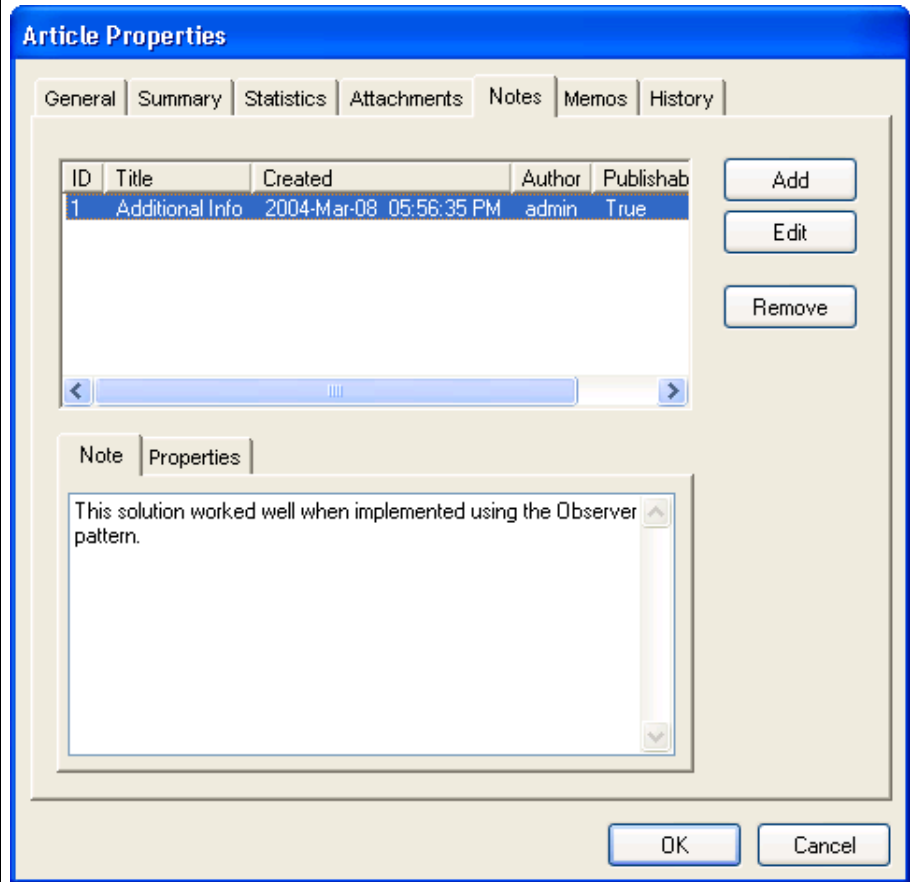 Article Properties
General Summary Statistics Attachments Notes Memos History
ID Title Created Author Publishab
1 Additional Info 2004-Mar-08 05:56:35 PM admin True
Add
Edit
Remove
Note Properties
This solution worked well when implemented using the Observer
pattern.
OK Cancel